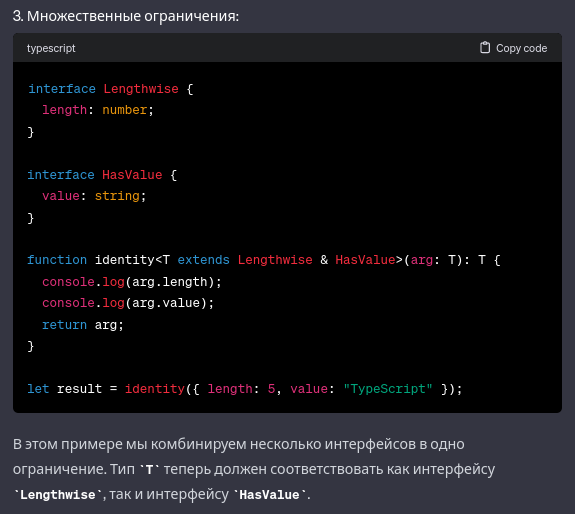 3. Множественные ограничения:
typescript Copy code
interface Lengthwise {
  length: number;
}
interface HasValue {
  value: string;
}
function identity<T extends Lengthwise & HasValue>(arg: T): T {
  console.log(arg.length);
  console.log(arg.value);
  return arg;
}
let result = identity({ length: 5, value: "TypeScript" });
В этом примере мы комбинируем несколько интерфейсов в одно
ограничение. Тип `T` теперь должен соответствовать как интерфейсу
`Lengthwise`, так и интерфейсу `HasValue`.